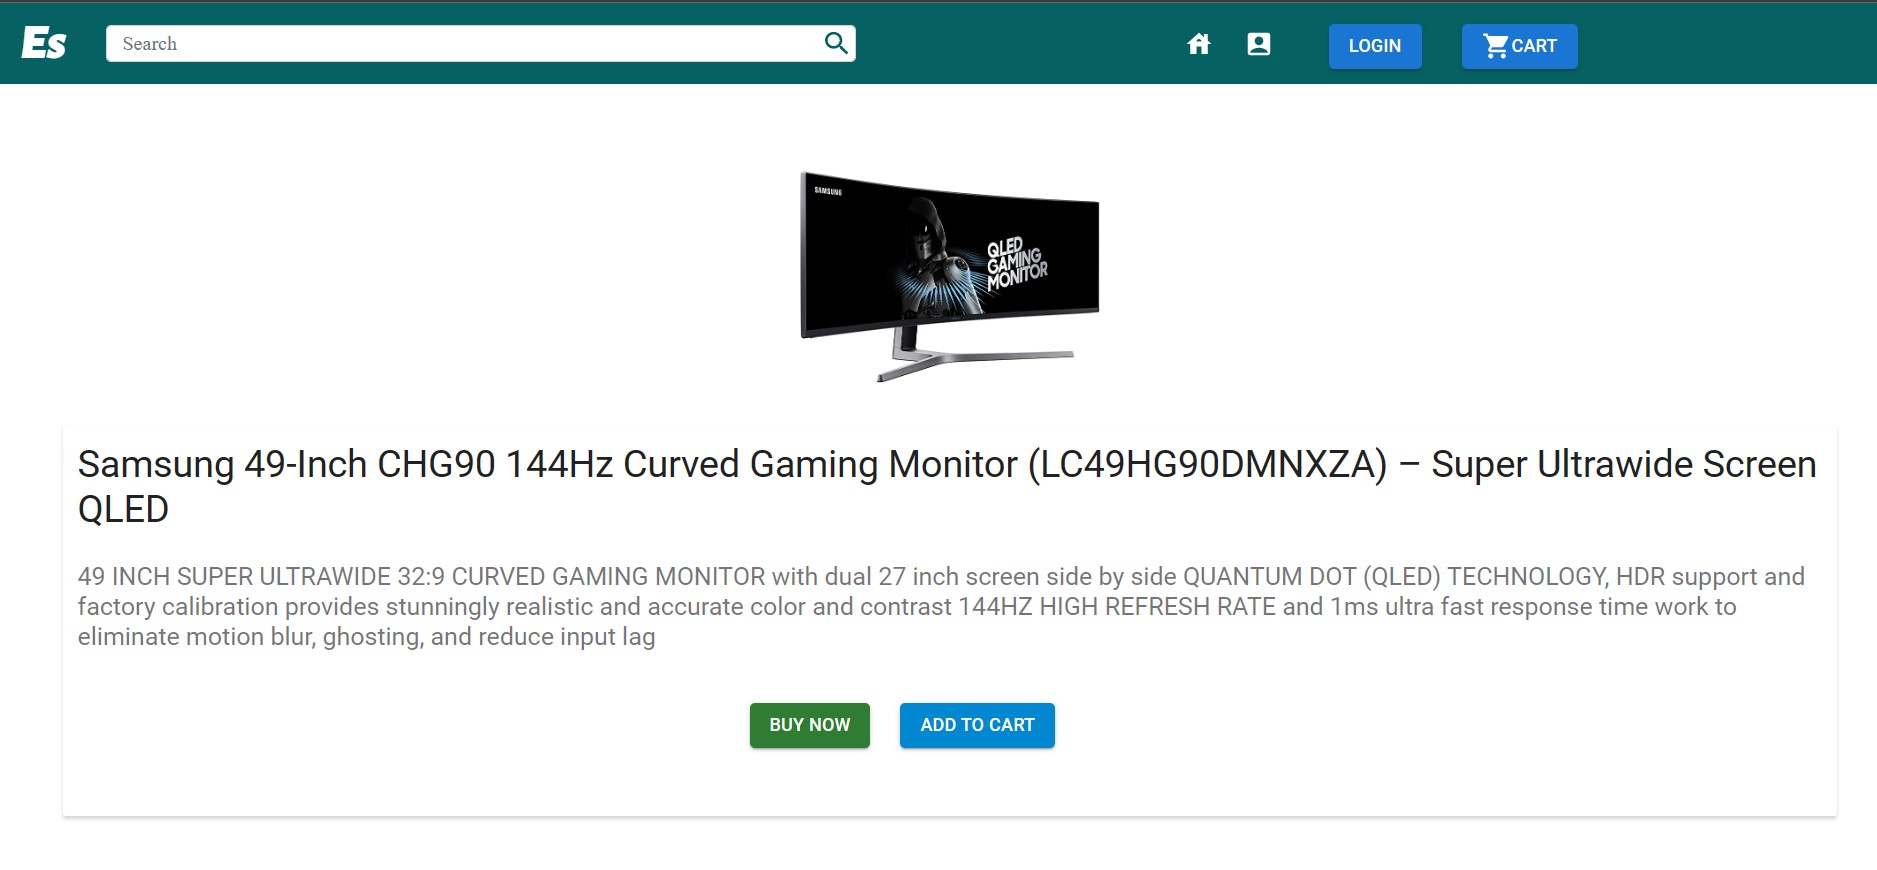 Es
Search
LOGIN
CART
SAMSUNG
QLED
GAMING
MONITOR
Samsung 49-Inch CHG90 144Hz Curved Gaming Monitor (LC49HG90DMNXZA) – Super Ultrawide Screen
QLED
49 INCH SUPER ULTRAWIDE 32:9 CURVED GAMING MONITOR with dual 27 inch screen side by side QUANTUM DOT (QLED) TECHNOLOGY, HDR support and
factory calibration provides stunningly realistic and accurate color and contrast 144HZ HIGH REFRESH RATE and 1ms ultra fast response time work to
eliminate motion blur, ghosting, and reduce input lag
BUY NOW
ADD TO CART